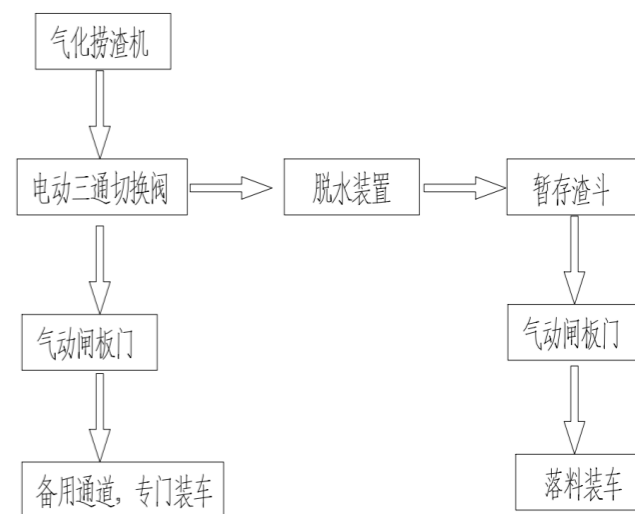 气化捞渣机
电动三通切换阀
脱水装置
暂存渣斗
气动闸板门
气动闸板门
备用通道，专门装车
落料装车